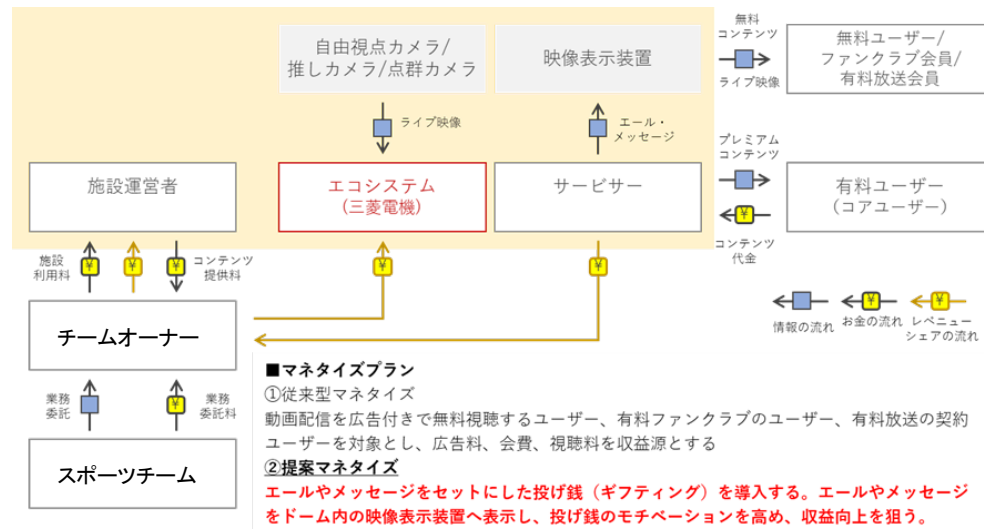 自由視点カメラ/
推しカメラ/点群カメラ
映像表示装置
無料
コンテンツ
ライブ映像
無料ユーザー/
ファンクラブ会員/
有料放送会員
ライブ映像
エール・
メッセージ
プレミアム
コンテンツ
施設運営者
エコシステム
(三菱電機)
サービサー
有料ユーザー
(コアユーザー)
¥
コンテンツ
代金
施設
利用料
¥
¥
¥
コンテンツ
提供料
¥
¥
チームオーナー
¥
¥
情報の流れ
お金の流れ
レベニュー
シェアの流れ
業務
委託
¥
業務
委託料
スポーツチーム
■マネタイズプラン
①従来型マネタイズ
動画配信を広告付きで無料視聴するユーザー、有料ファンクラブのユーザー、有料放送の契約
ユーザーを対象とし、広告料、会費、視聴料を収益源とする
②提案マネタイズ
エールやメッセージをセットにした投げ銭（ギフティング）を導入する。エールやメッセージ
をドーム内の映像表示装置へ表示し、投げ銭のモチベーションを高め、収益向上を狙う。